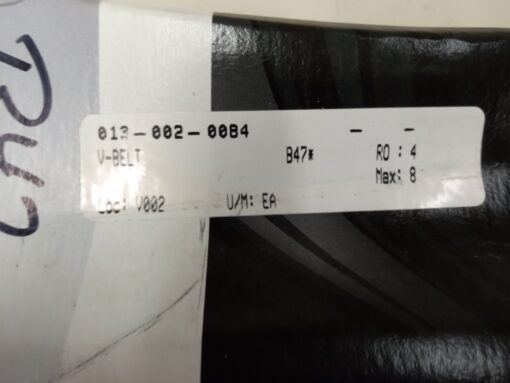 013-002-0084 - -
V-BELT B47* RO : 4
Max: 8
Loc: V002 U/M: EA